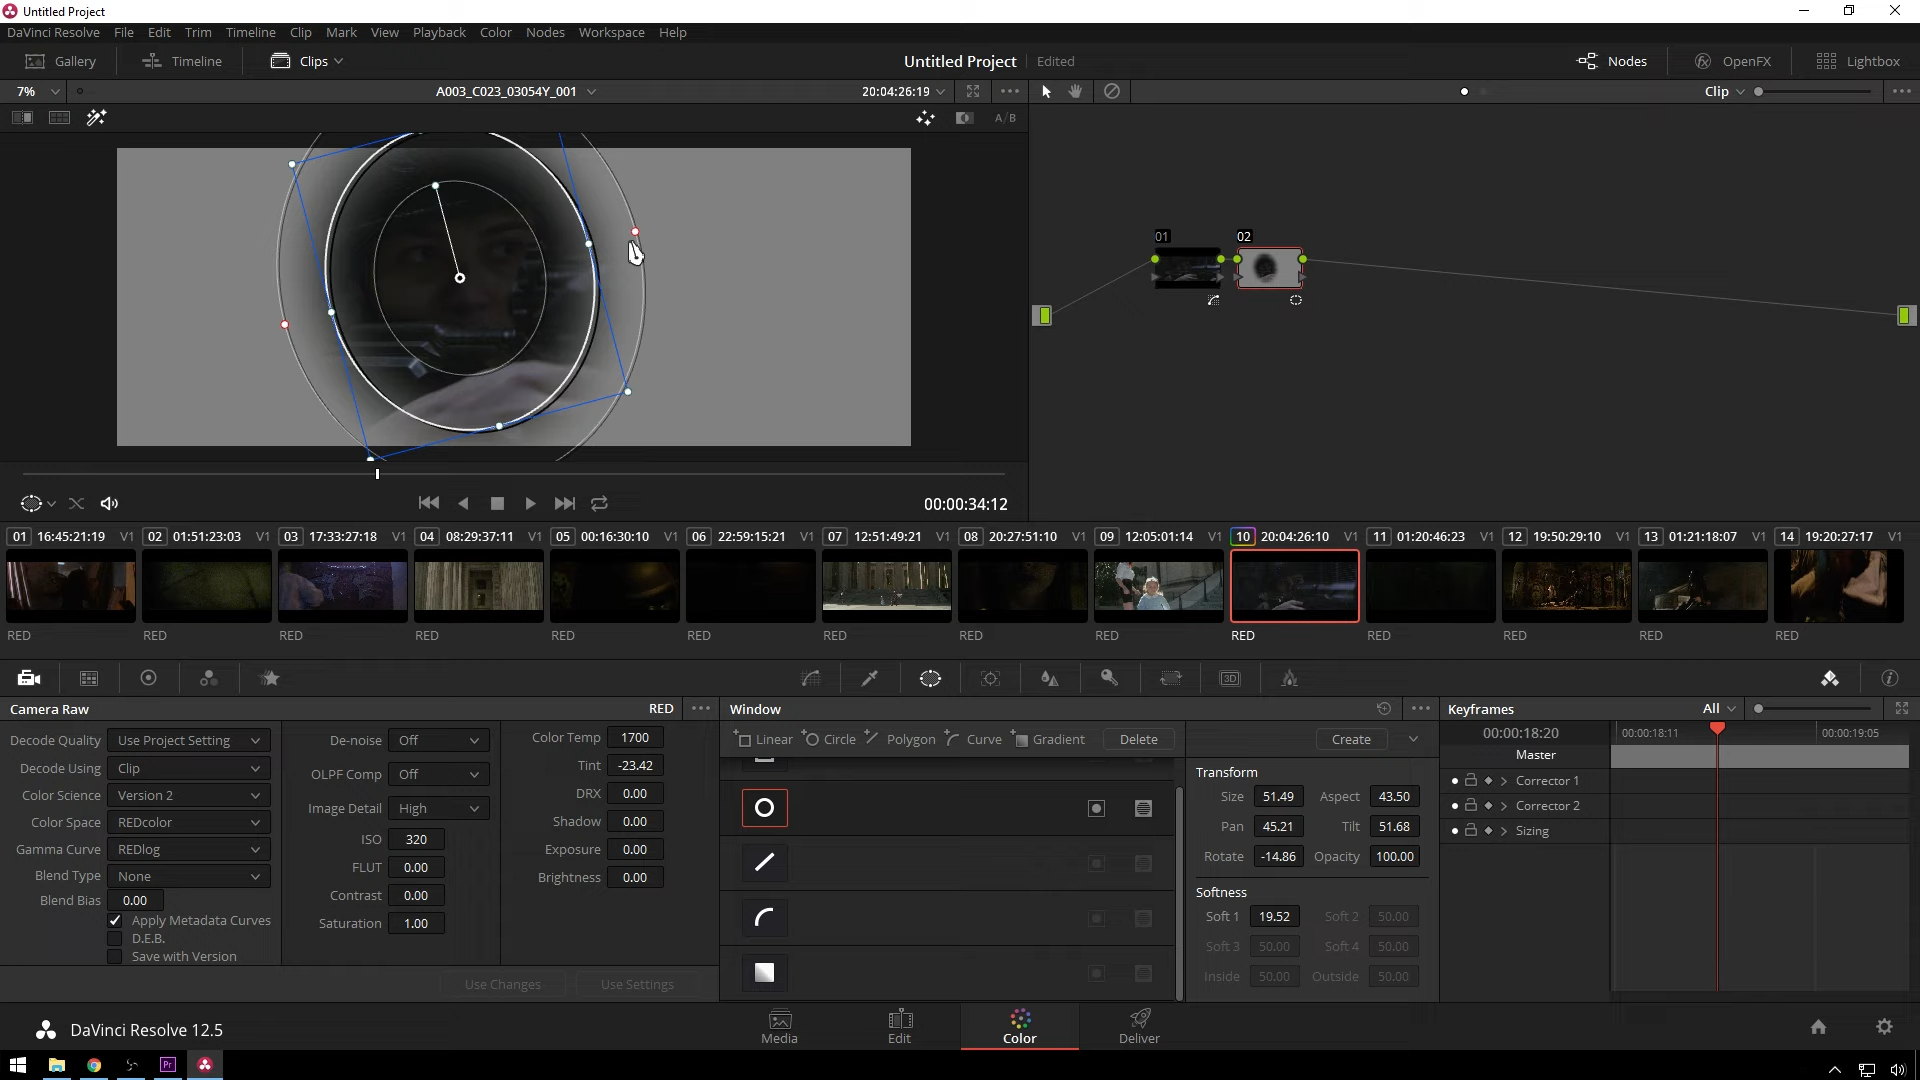 Untitled Project
DaVinci Resolve File Edit Trim Timeline Clip Mark View Playback Color Nodes Workspace Help
Gallery Timeline Clips Untitled Project Edited Nodes OpenFX Lightbox
7% A003_C023_03054Y_001 20:04:26:19 Clip
A/B
01 02
00:00:34:12
01 16:45:21:19 V1 02 01:51:23:03 V1 03 17:33:27:18 V1 04 08:29:37:11 V1 05 00:16:30:10 V1 06 22:59:15:21 V1 07 12:51:49:21 V1 08 20:27:51:10 V1 09 12:05:01:14 V1 10 20:04:26:10 V1 11 01:20:46:23 V1 12 19:50:29:10 V1 13 01:21:18:07 V1 14 19:20:27:17 V1
RED RED RED RED RED RED RED RED RED RED RED RED RED RED
3D
Camera Raw RED
Decode Quality Use Project Setting
Decode Using Clip
Color Science Version 2
Color Space REDcolor
Gamma Curve REDlog
Blend Type None
Blend Bias 0.00
Apply Metadata Curves
D.E.B.
Save with Version
De-noise Off
OLPF Comp Off
Image Detail High
ISO 320
FLUT 0.00
Contrast 0.00
Saturation 1.00
Color Temp 1700
Tint -23.42
DRX 0.00
Shadow 0.00
Exposure 0.00
Brightness 0.00
Use Changes Use Settings
Window
Linear Circle Polygon Curve Gradient Delete
Create
Transform
Size 51.49 Aspect 43.50
Pan 45.21 Tilt 51.68
Rotate -14.86 Opacity 100.00
Softness
Soft 1 19.52 Soft 2 50.00
Soft 3 50.00 Soft 4 50.00
Inside 50.00 Outside 50.00
Keyframes All
00:00:18:20 00:00:18:11 00:00:19:05
Master
Corrector 1
Corrector 2
Sizing
DaVinci Resolve 12.5
Media Edit Color Deliver
Pr